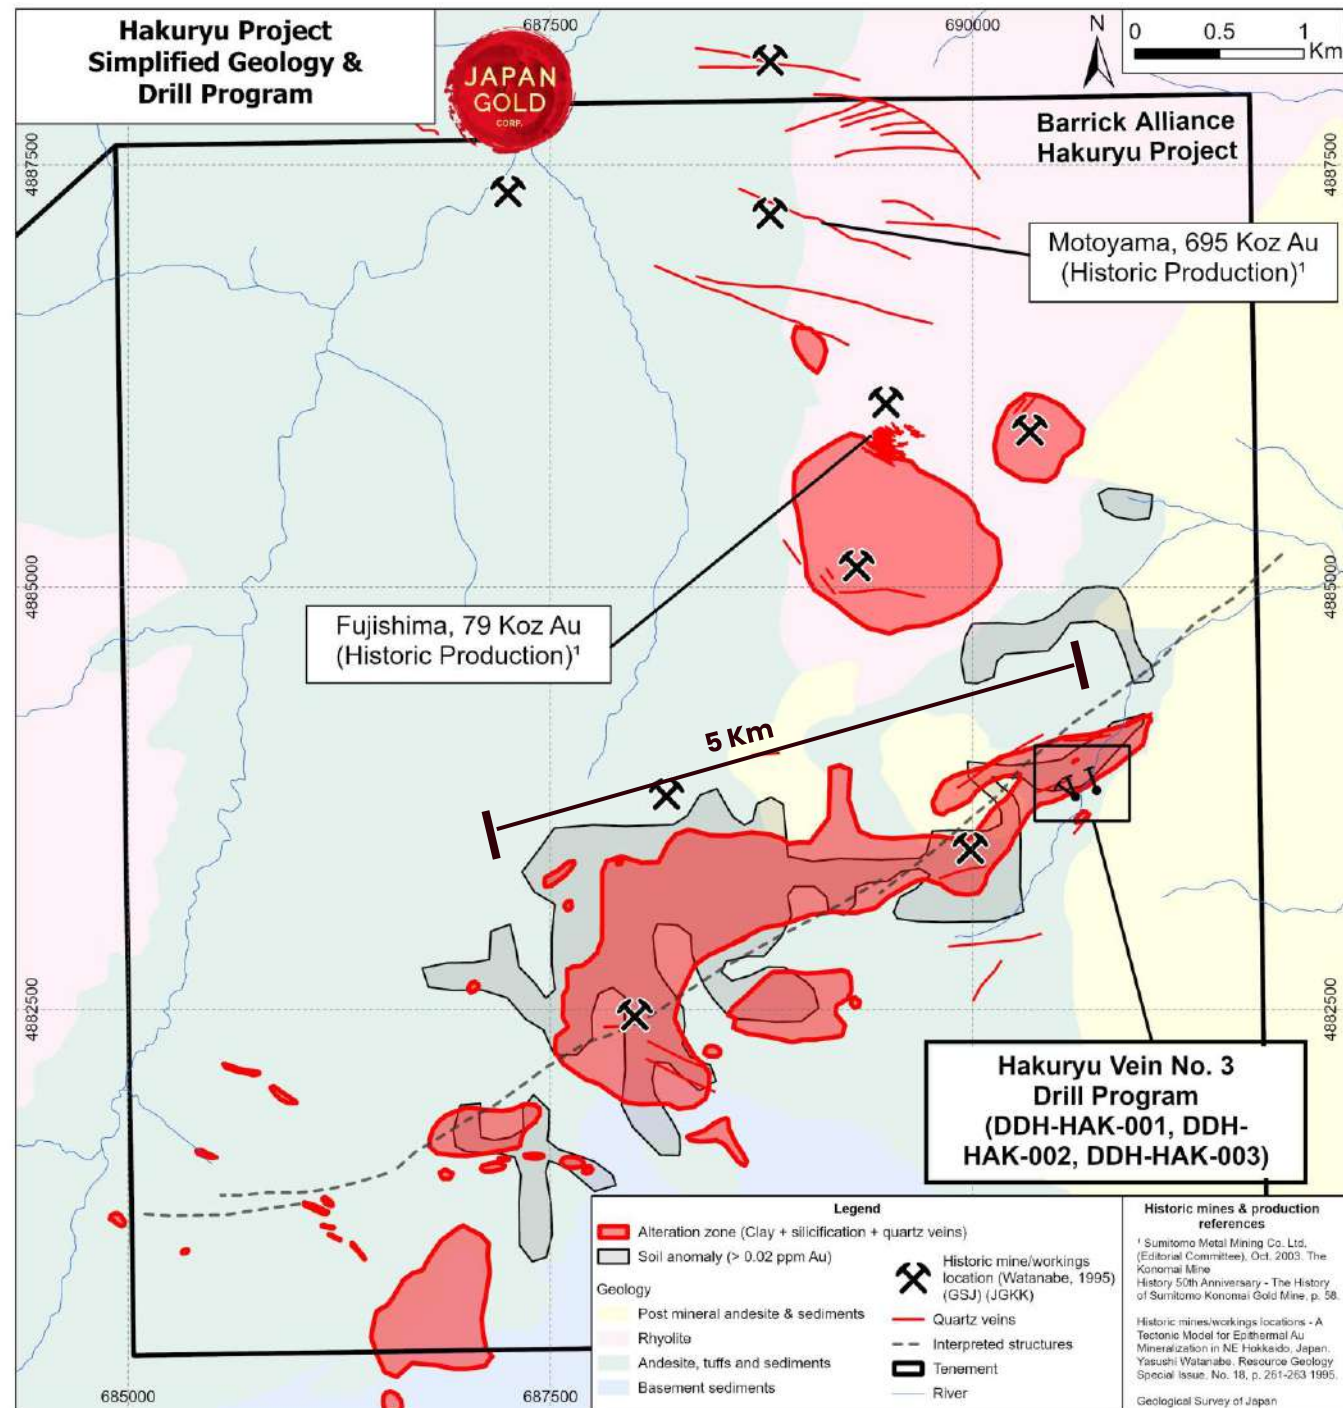 Hakuryu Project
Simplified Geology &
Drill Program
JAPAN
GOLD
CORP.
687500
690000
N
0 0.5 1
Km
Barrick Alliance
Hakuryu Project
4887500
4887500
Motoyama, 695 Koz Au
(Historic Production)¹
4885000
4885000
Fujishima, 79 Koz Au
(Historic Production)¹
5 Km
4882500
4882500
Hakuryu Vein No. 3
Drill Program
(DDH-HAK-001, DDH-
HAK-002, DDH-HAK-003)
685000
687500
Legend
Alteration zone (Clay + silicification + quartz veins)
Soil anomaly (> 0.02 ppm Au)
Geology
Post mineral andesite & sediments
Rhyolite
Andesite, tuffs and sediments
Basement sediments
Historic mine/workings
location (Watanabe, 1995)
(GSJ) (JGKK)
Quartz veins
Interpreted structures
Tenement
River
Historic mines & production
references
¹ Sumitomo Metal Mining Co. Ltd,
(Editorial Committee), Oct. 2003. The
Konomai Mine
History 50th Anniversary - The History
of Sumitomo Konomai Gold Mine, p. 58.
Historic mines/workings locations - A
Tectonic Model for Epithermal Au
Mineralization in NE Hokkaido, Japan.
Yasushi Watanabe. Resource Geology
Special Issue, No. 18, p. 261-263 1995.
Geological Survey of Japan